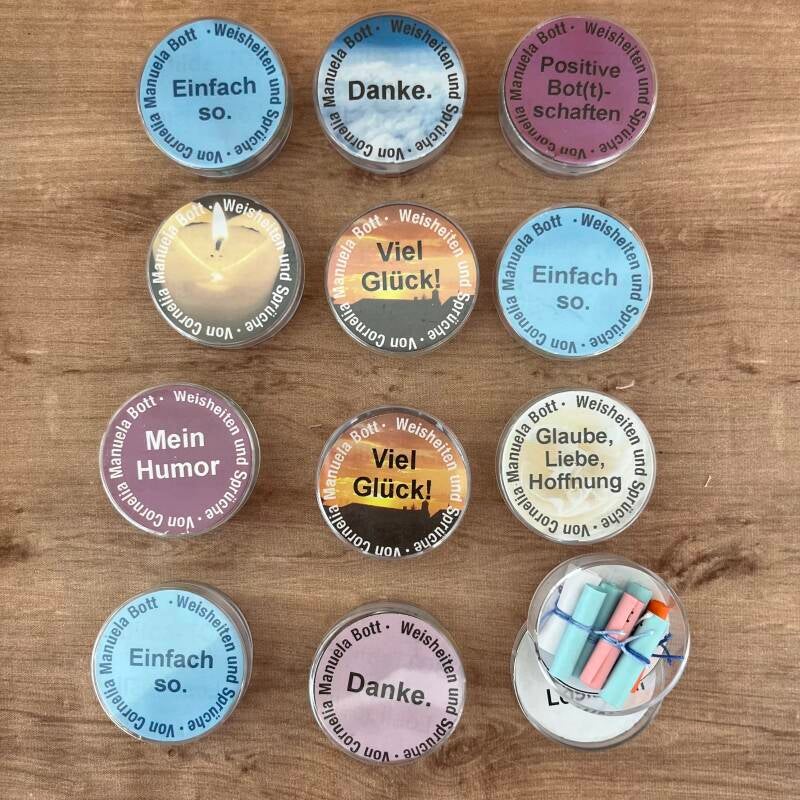 Von Cornelia Manuela Bott · Weisheiten und Sprüche ·
Einfach
so.
Von Cornelia Manuela Bott · Weisheiten und Sprüche ·
Danke.
Von Cornelia Manuela Bott · Weisheiten und Sprüche ·
Positive
Bot(t)-
schaften
Von Cornelia Manuela Bott · Weisheiten und Sprüche ·
Von Cornelia Manuela Bott · Weisheiten und Sprüche ·
Viel
Glück!
Von Cornelia Manuela Bott · Weisheiten und Sprüche ·
Einfach
so.
Von Cornelia Manuela Bott · Weisheiten und Sprüche ·
Mein
Humor
Von Cornelia Manuela Bott · Weisheiten und Sprüche ·
Viel
Glück!
Von Cornelia Manuela Bott · Weisheiten und Sprüche ·
Glaube,
Liebe,
Hoffnung
Von Cornelia Manuela Bott · Weisheiten und Sprüche ·
Einfach
so.
Von Cornelia Manuela Bott · Weisheiten und Sprüche ·
Danke.